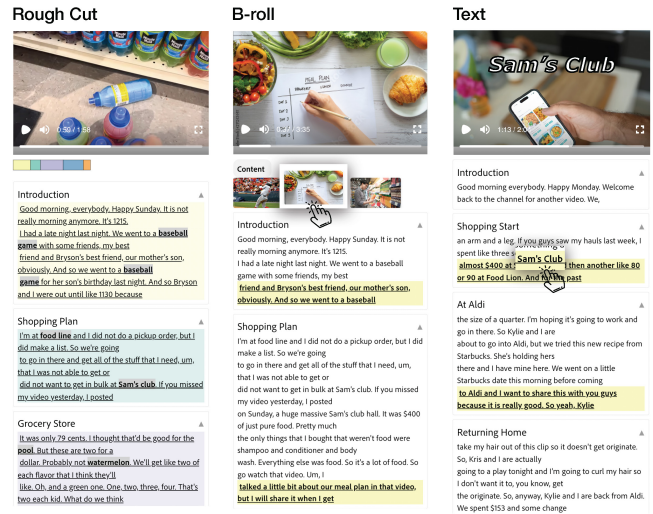 Rough Cut
0:50 / 1:58
Introduction
Good morning, everybody. Happy Sunday. It is not
really morning anymore. It's 1215.
I had a late night last night. We went to a baseball
game with some friends, my best
friend and Bryson's best friend, our mother's son,
obviously. And so we went to a baseball
game for her son's birthday last night. And so Bryson
and I were out until like 1130 because
Shopping Plan
I'm at food line and I did not do a pickup order, but I
did make a list. So we're going
to go in there and get all of the stuff that I need, um,
that I was not able to get or
did not want to get in bulk at Sam's club. If you missed
my video yesterday, I posted
Grocery Store
It was only 79 cents. I thought that'd be good for the
pool. But these are two for a
dollar. Probably not watermelon. We'll get like two of
each flavor that I think they'll
like. Oh, and a green one. One, two, three, four. That's
two each kid. What do we think
B-roll
MEAL PLAN
DAY 1
DAY 2
DAY 3
3:35
Content
Introduction
Good morning, everybody. Happy Sunday. It is not
really morning anymore. It's 1215.
I had a late night last night. We went to a baseball
game with some friends, my best
friend and Bryson's best friend, our mother's son,
obviously. And so we went to a baseball
Shopping Plan
I'm at food line and I did not do a pickup order, but I did
make a list. So we're going
to go in there and get all of the stuff that I need, um,
that I was not able to get or
did not want to get in bulk at Sam's club. If you missed
my video yesterday, I posted
on Sunday, a huge massive Sam's club hall. It was $400
of just pure food. Pretty much
the only things that I bought that weren't food were
shampoo and conditioner and body
wash. Everything else was food. So it's a lot of food. So
go watch that video. Um, I
talked a little bit about our meal plan in that video,
but I will share it when I get
Text
Sam's Club
1:13 / 2:0
Introduction
Good morning everybody. Happy Monday. Welcome
back to the channel for another video. We,
Shopping Start
an arm and a leg. If you guys saw my hauls last week, I
spent like three s
Sam's Club
almost $400 at then another like 80
or 90 at Food Lion. And for the past
At Aldi
the size of a quarter. I'm hoping it's going to work and
go in there. So Kylie and I are
about to go into Aldi, but we tried this new recipe from
Starbucks. She's holding hers
there and I have mine here. We went on a little
Starbucks date this morning before coming
to Aldi and I want to share this with you guys
because it is really good. So yeah, Kylie
Returning Home
take my hair out of this clip so it doesn't get originate.
So, Kris and I are actually
going to a play tonight and I'm going to curl my hair so
I don't want it to, you know, get
the originate. So, anyway, Kylie and I are back from Aldi.
We spent $153 and some change